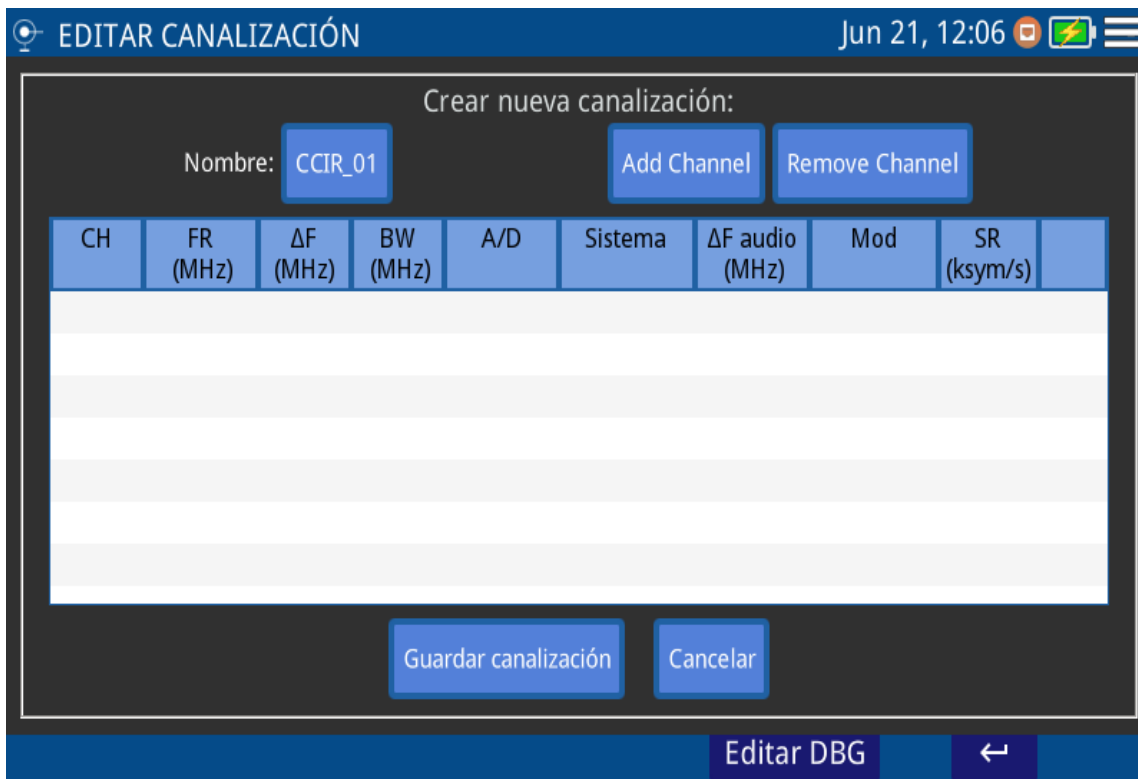 EDITAR CANALIZACIÓN Jun 21, 12:06
Crear nueva canalización:
Nombre: CCIR_01 Add Channel Remove Channel
CH FR (MHz) ΔF (MHz) BW (MHz) A/D Sistema ΔF audio (MHz) Mod SR (ksym/s)
Guardar canalización Cancelar
Editar DBG